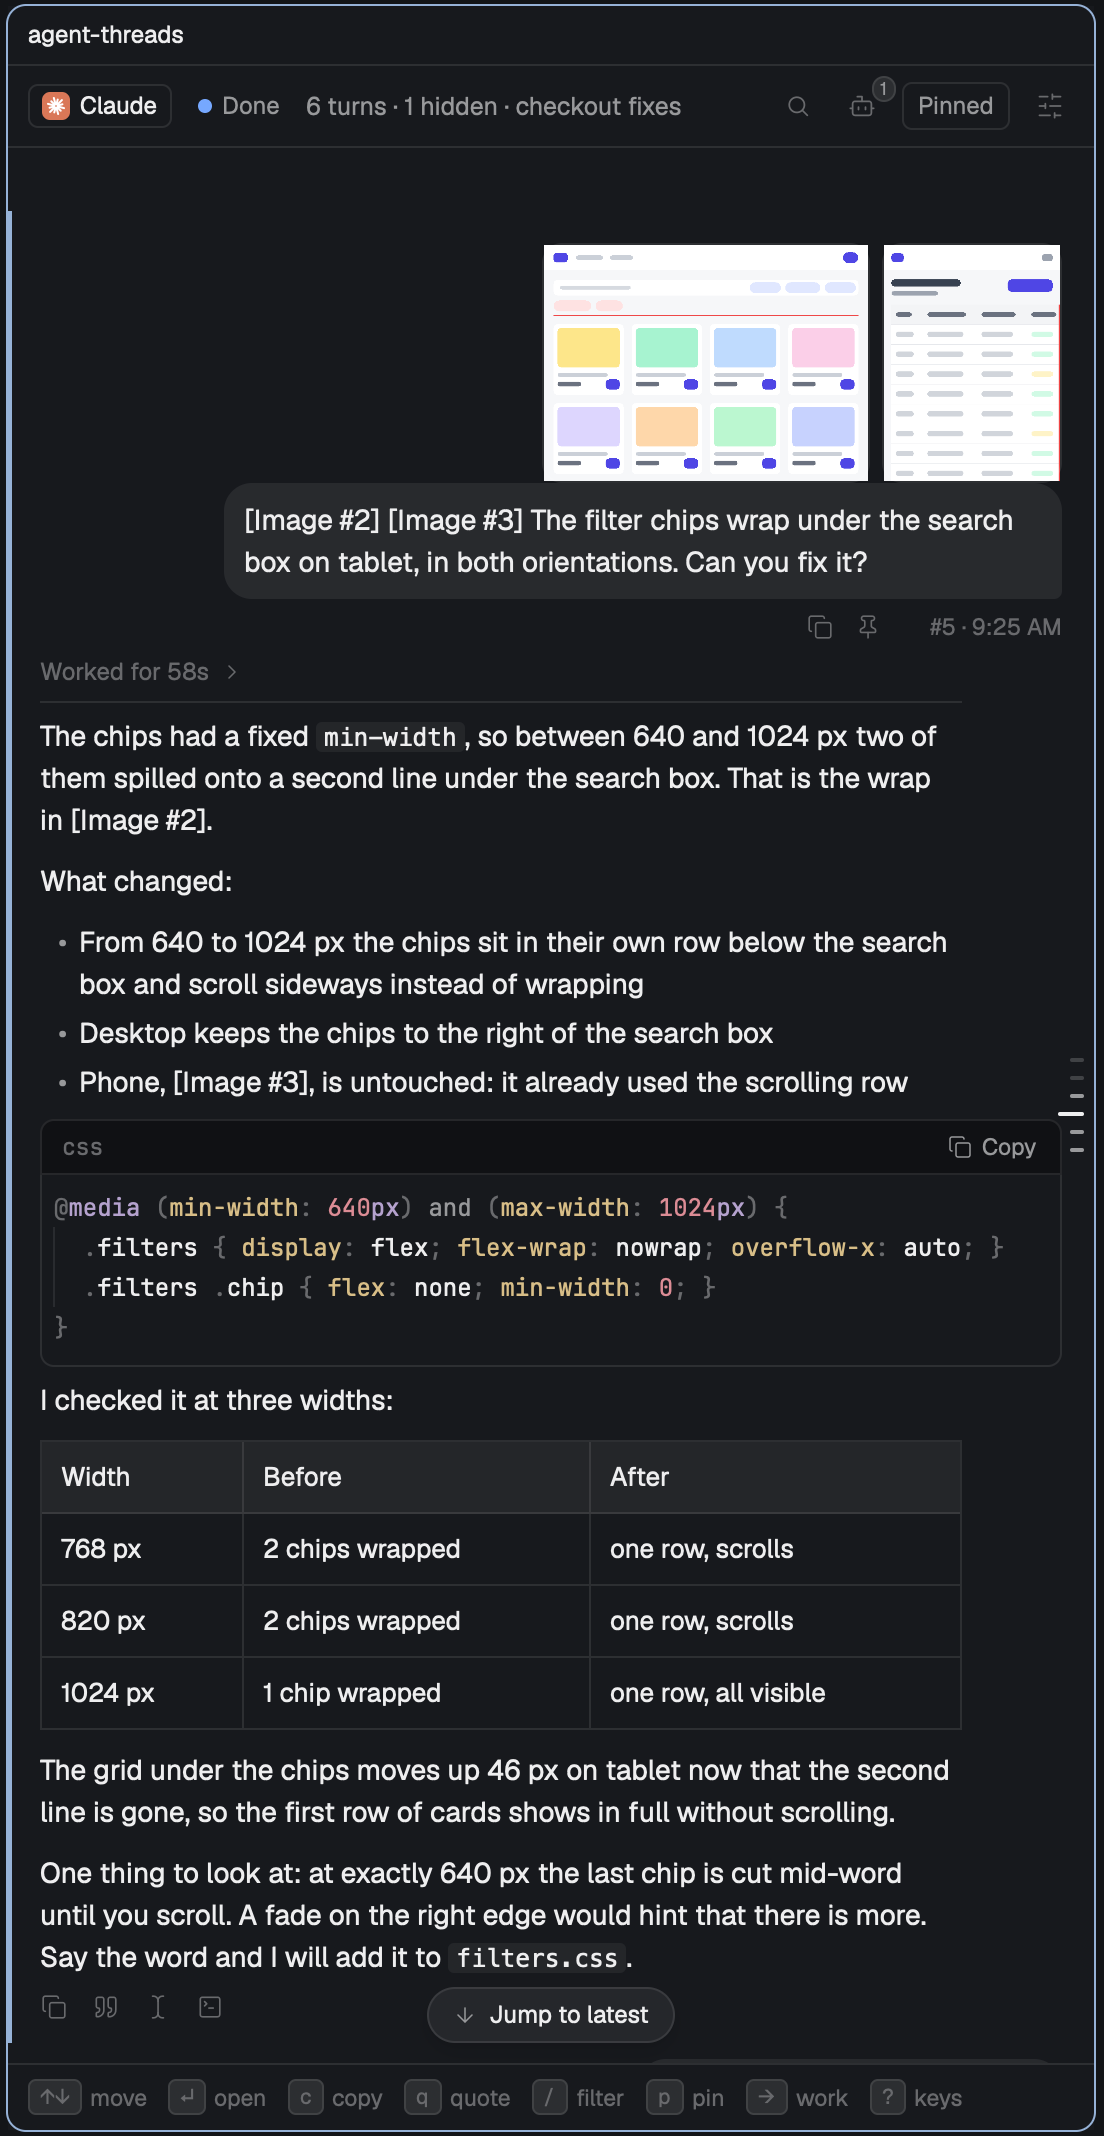 agent-threads
Claude
Done
6 turns · 1 hidden · checkout fixes
1
Pinned
[Image #2] [Image #3] The filter chips wrap under the search
box on tablet, in both orientations. Can you fix it?
#5 · 9:25 AM
Worked for 58s
The chips had a fixed min-width, so between 640 and 1024 px two of
them spilled onto a second line under the search box. That is the wrap
in [Image #2].
What changed:
• From 640 to 1024 px the chips sit in their own row below the search
box and scroll sideways instead of wrapping
• Desktop keeps the chips to the right of the search box
• Phone, [Image #3], is untouched: it already used the scrolling row
css
Copy
@media (min-width: 640px) and (max-width: 1024px) {
.filters { display: flex; flex-wrap: nowrap; overflow-x: auto; }
.filters .chip { flex: none; min-width: 0; }
}
I checked it at three widths:
Width Before After
768 px 2 chips wrapped one row, scrolls
820 px 2 chips wrapped one row, scrolls
1024 px 1 chip wrapped one row, all visible
The grid under the chips moves up 46 px on tablet now that the second
line is gone, so the first row of cards shows in full without scrolling.
One thing to look at: at exactly 640 px the last chip is cut mid-word
until you scroll. A fade on the right edge would hint that there is more.
Say the word and I will add it to filters.css.
↓ Jump to latest
↑↓ move ↵ open c copy q quote / filter p pin → work ? keys